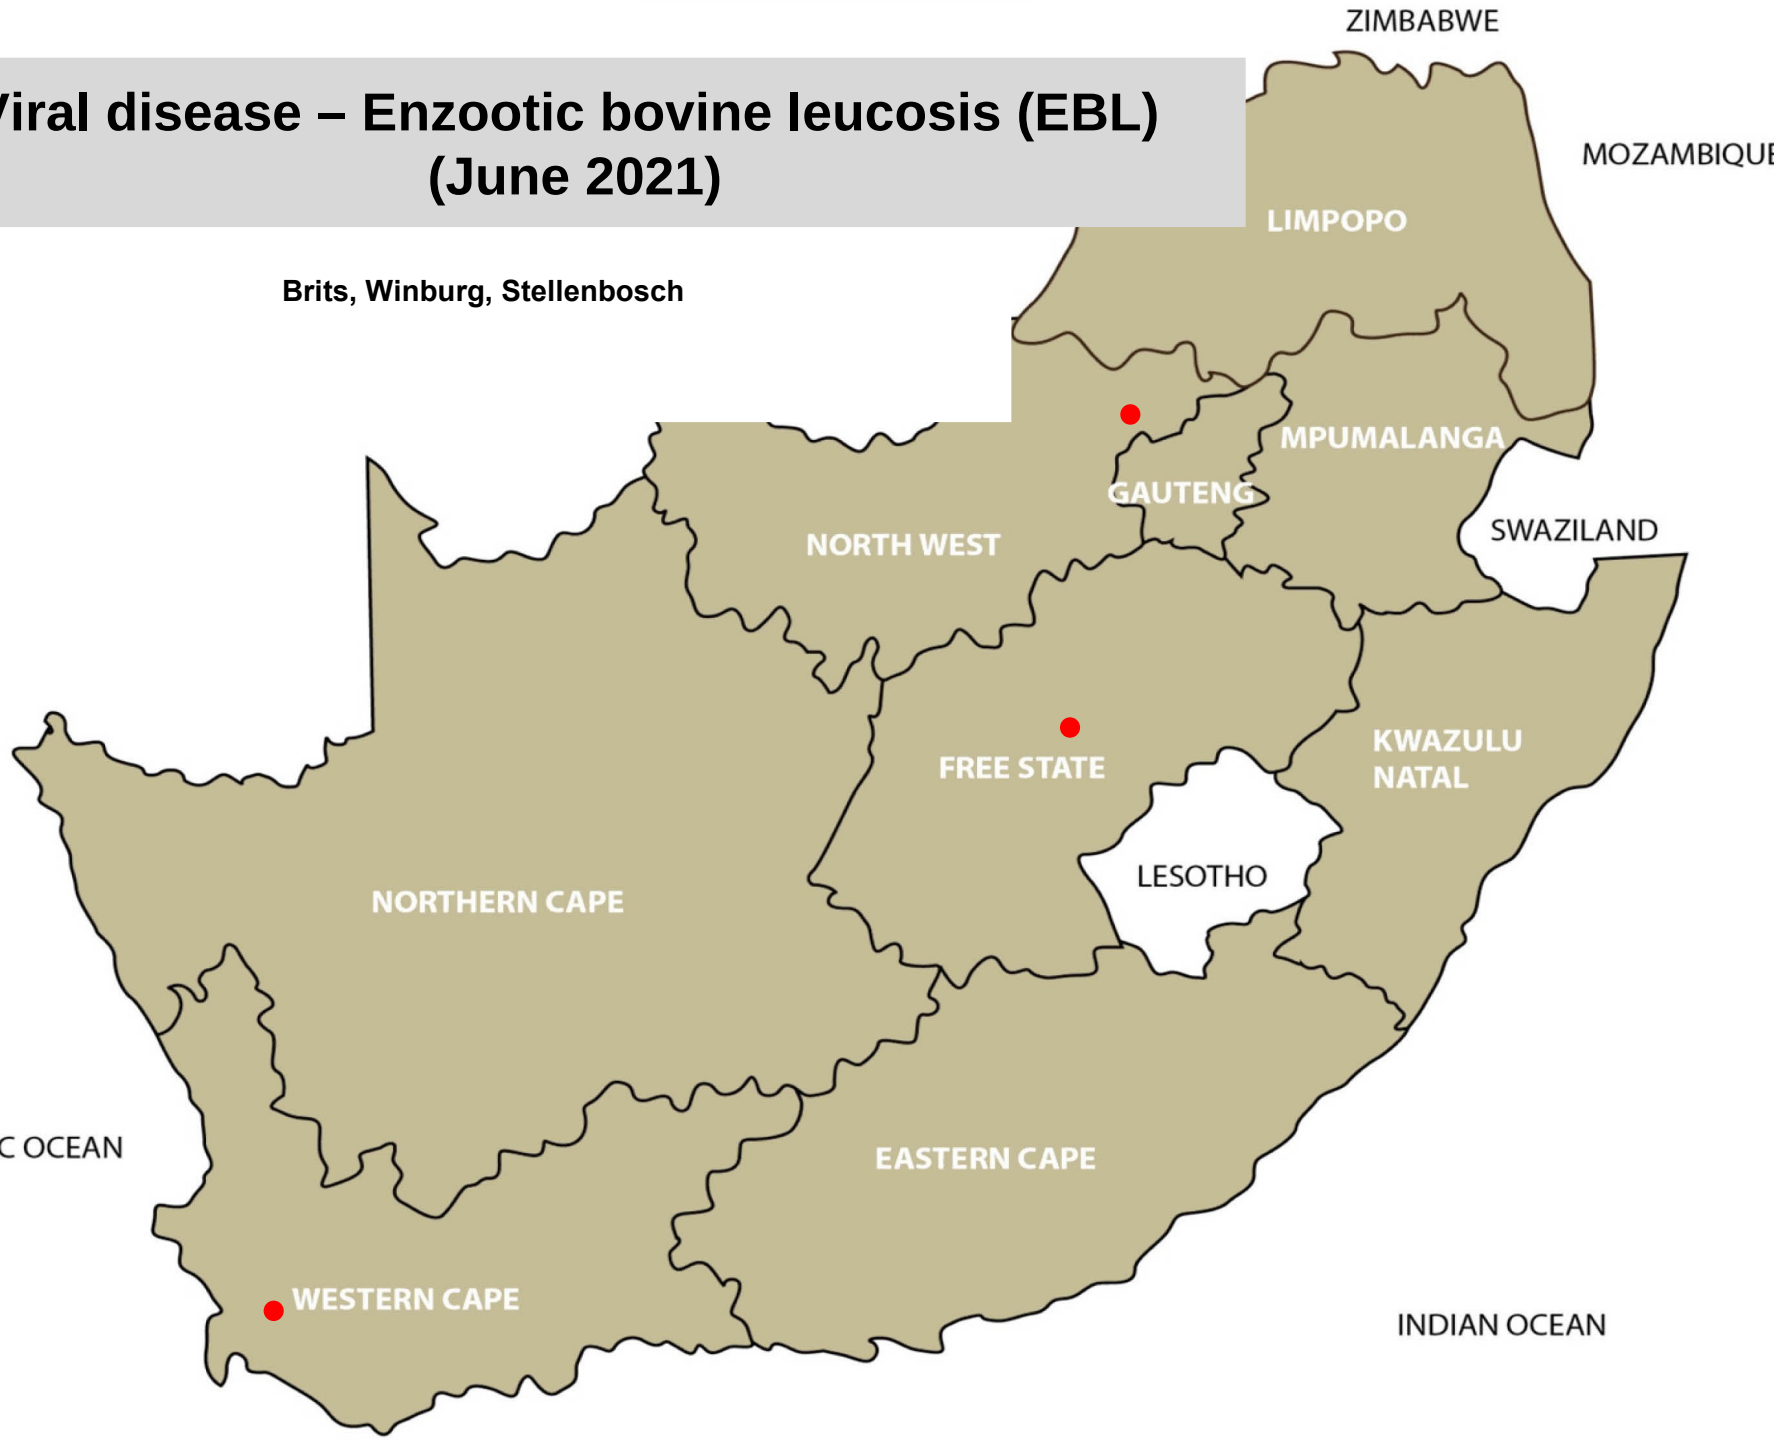 ZIMBABWE
Viral disease – Enzootic bovine leucosis (EBL)
(June 2021)
MOZAMBIQUE
LIMPOPO
Brits, Winburg, Stellenbosch
MPUMALANGA
GAUTENG
SWAZILAND
NORTH WEST
KWAZULU
NATAL
FREE STATE
LESOTHO
NORTHERN CAPE
C OCEAN
EASTERN CAPE
WESTERN CAPE
INDIAN OCEAN